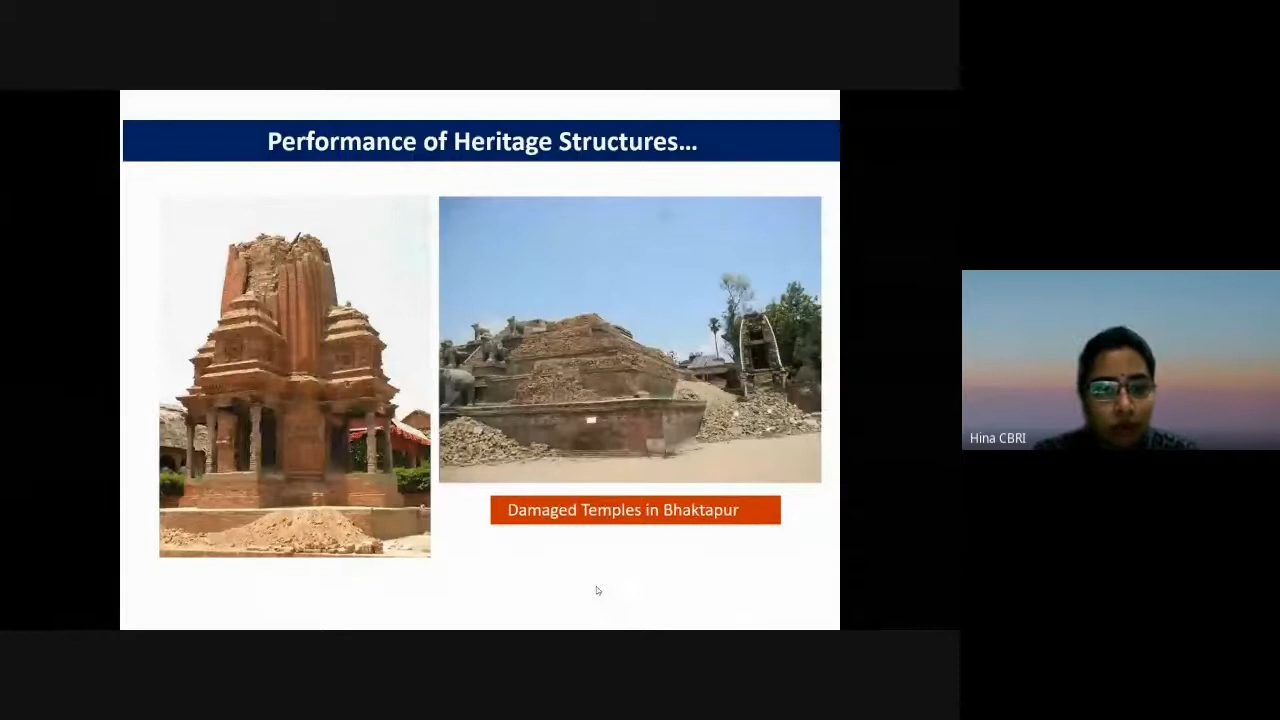 Performance of Heritage Structures...
Damaged Temples in Bhaktapur
Hina CBRI